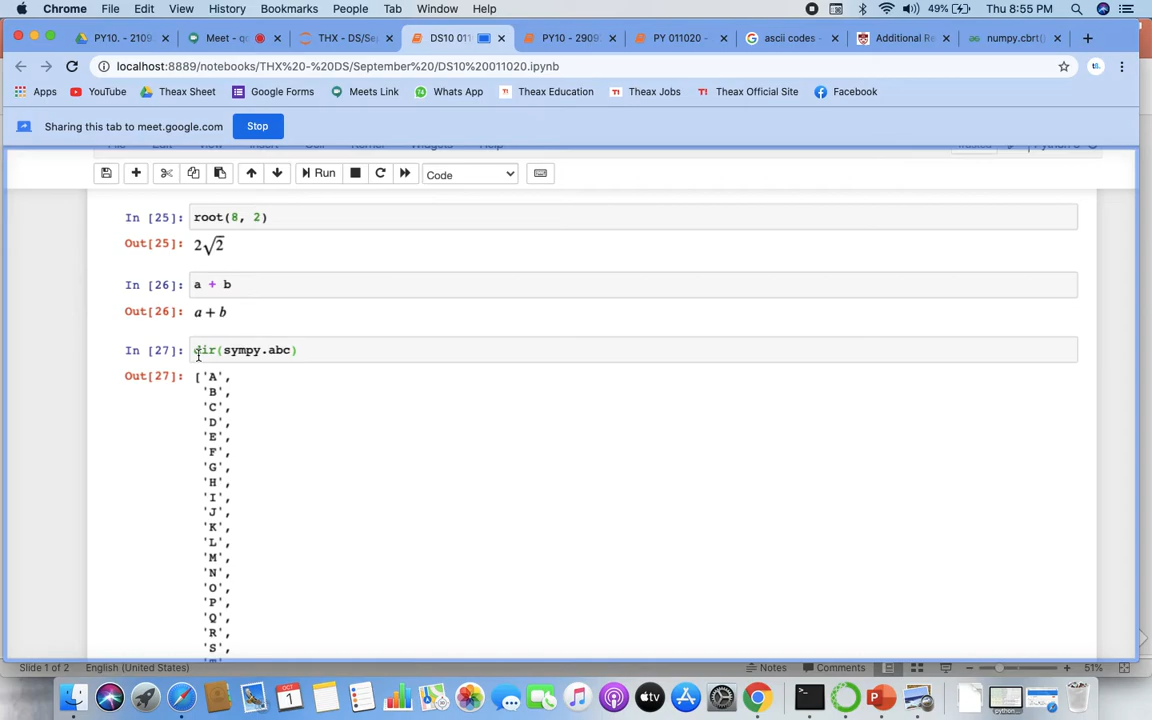 Chrome File Edit View History Bookmarks People Tab Window Help 49% Thu 8:55 PM
PY10. - 2109 Meet - qc THX - DS/Se DS10 011 PY10 - 2909 PY 011020 - ascii codes - Additional Re numpy.cbrt()
localhost:8889/notebooks/THX%20-%20DS/September%20/DS10%20011020.ipynb
Apps YouTube Theax Sheet Google Forms Meets Link Whats App Theax Education Theax Jobs Theax Official Site Facebook
Sharing this tab to meet.google.com Stop
Run Code
In [25]: root(8, 2)
Out[25]: 2√2
In [26]: a + b
Out[26]: a + b
In [27]: dir(sympy.abc)
Out[27]: ['A',
'B',
'C',
'D',
'E',
'F',
'G',
'H',
'I',
'J',
'K',
'L',
'M',
'N',
'O',
'P',
'Q',
'R',
'S',
Slide 1 of 2 English (United States) Notes Comments 51%